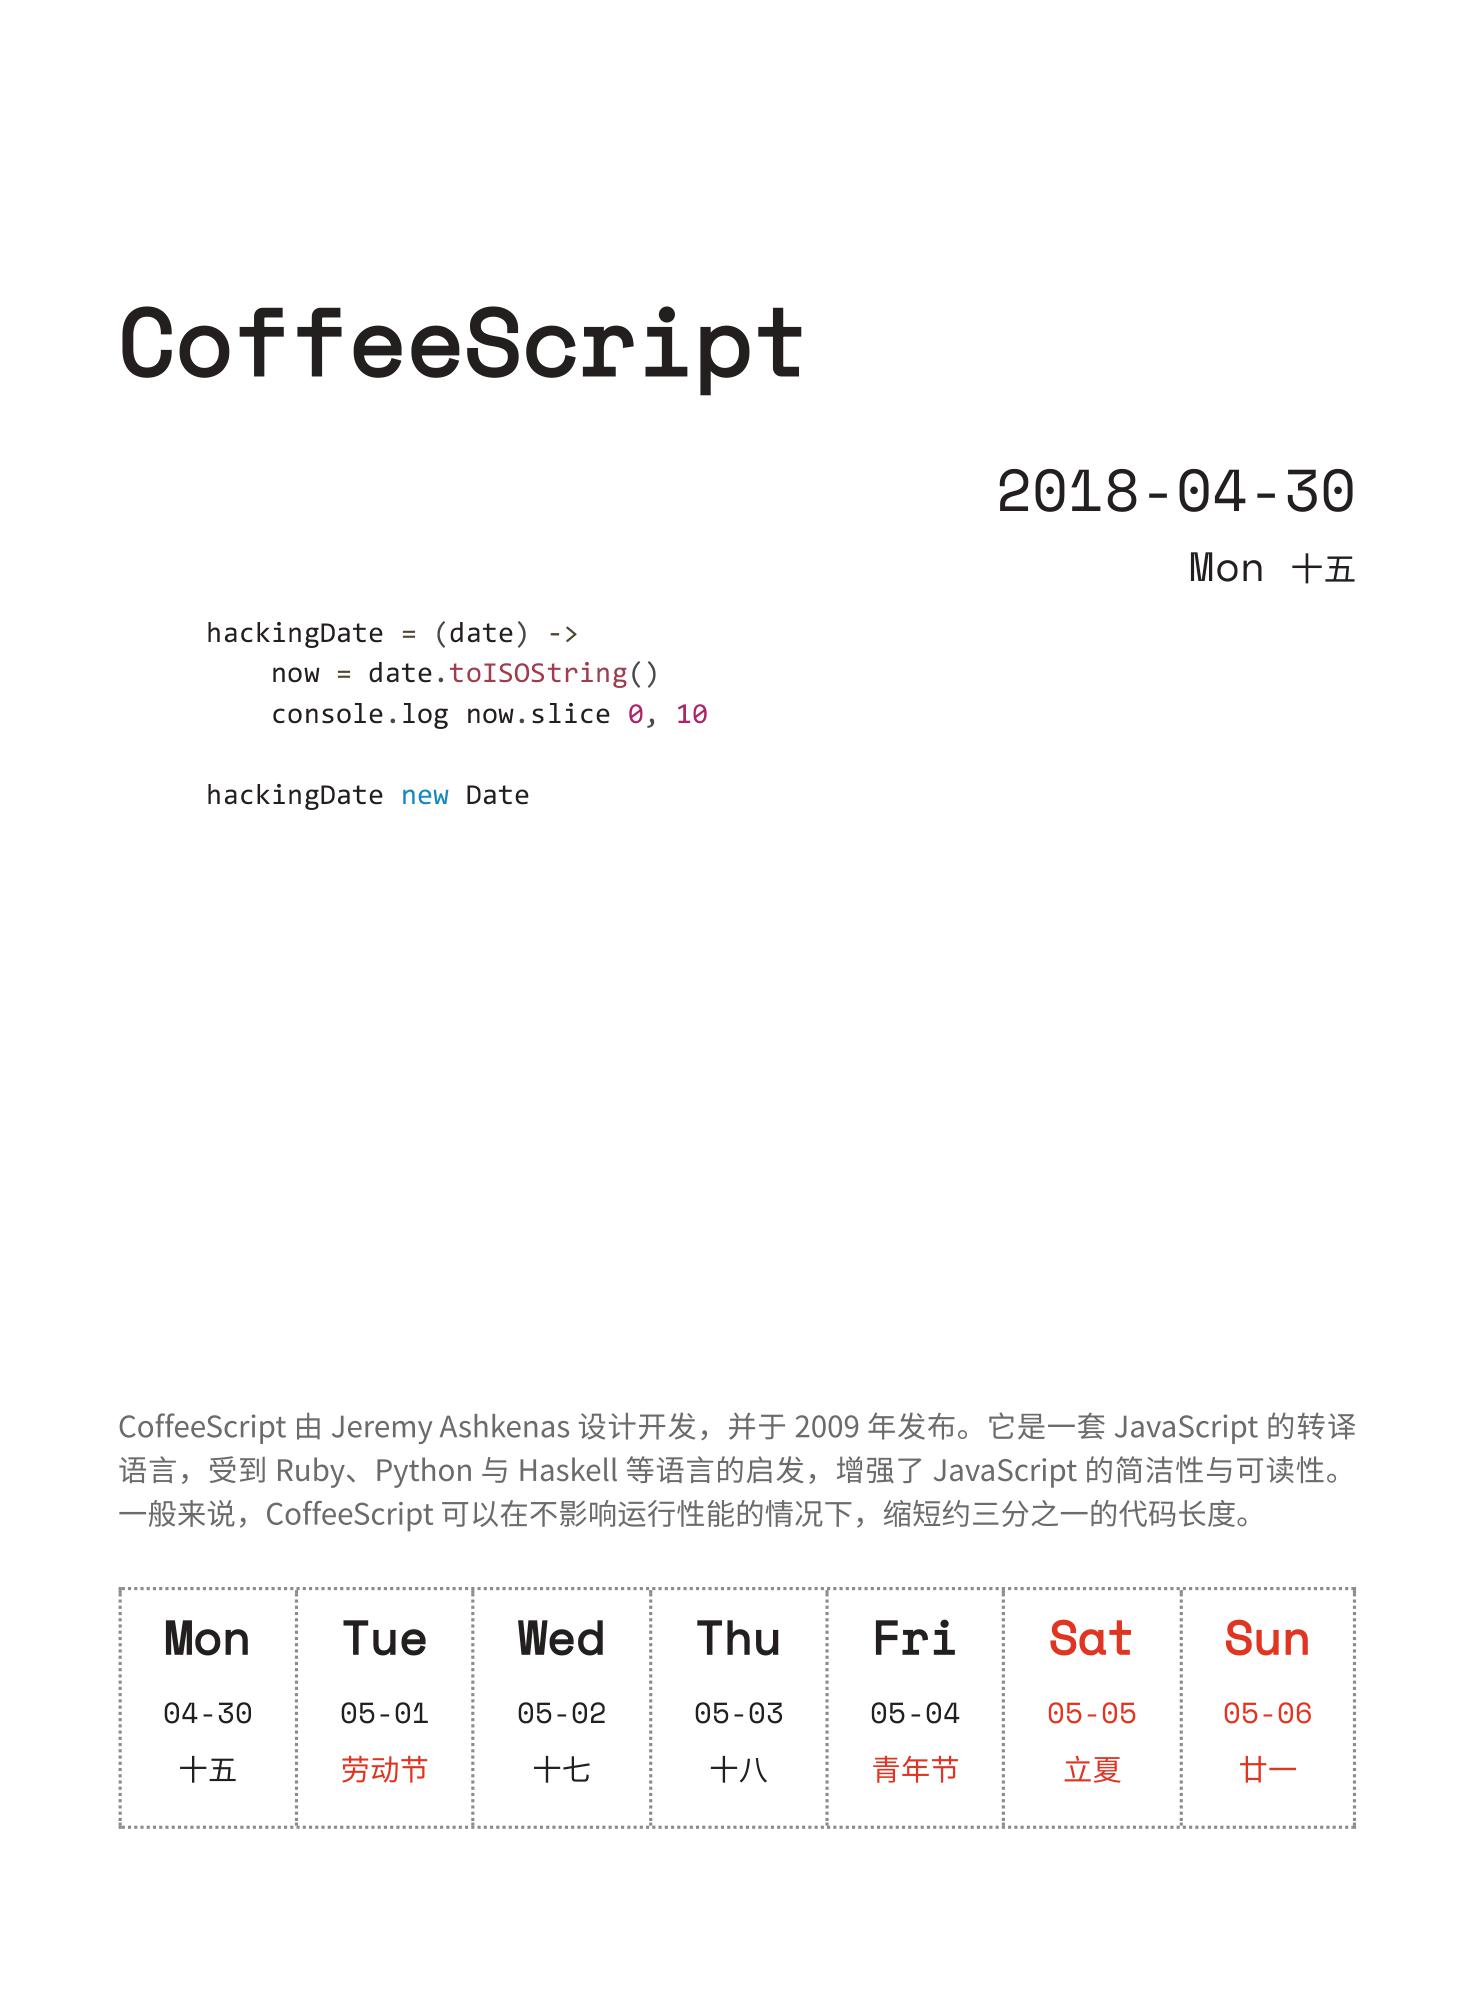 CoffeeScript
2018-04-30
Mon 十五
hackingDate = (date) ->
    now = date.toISOString()
    console.log now.slice 0, 10
hackingDate new Date
CoffeeScript 由 Jeremy Ashkenas 设计开发，并于 2009 年发布。它是一套 JavaScript 的转译
语言，受到 Ruby、Python 与 Haskell 等语言的启发，增强了 JavaScript 的简洁性与可读性。
一般来说，CoffeeScript 可以在不影响运行性能的情况下，缩短约三分之一的代码长度。
Mon Tue Wed Thu Fri Sat Sun
04-30 05-01 05-02 05-03 05-04 05-05 05-06
十五 劳动节 十七 十八 青年节 立夏 廿一